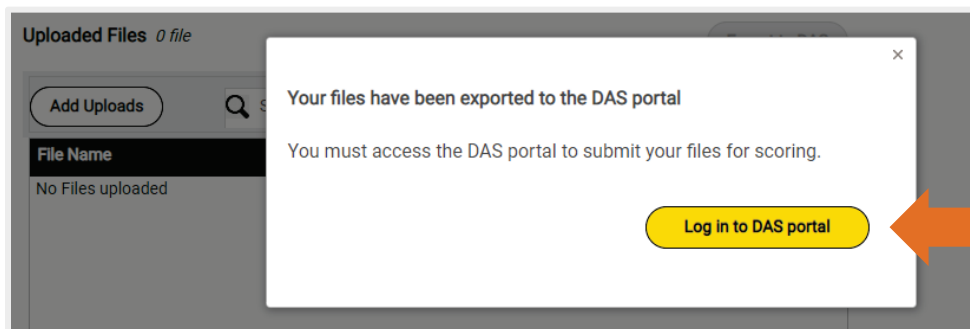 Uploaded Files 0 file
Your files have been exported to the DAS portal
Add Uploads
File Name
You must access the DAS portal to submit your files for scoring.
No Files uploaded
Log in to DAS portal